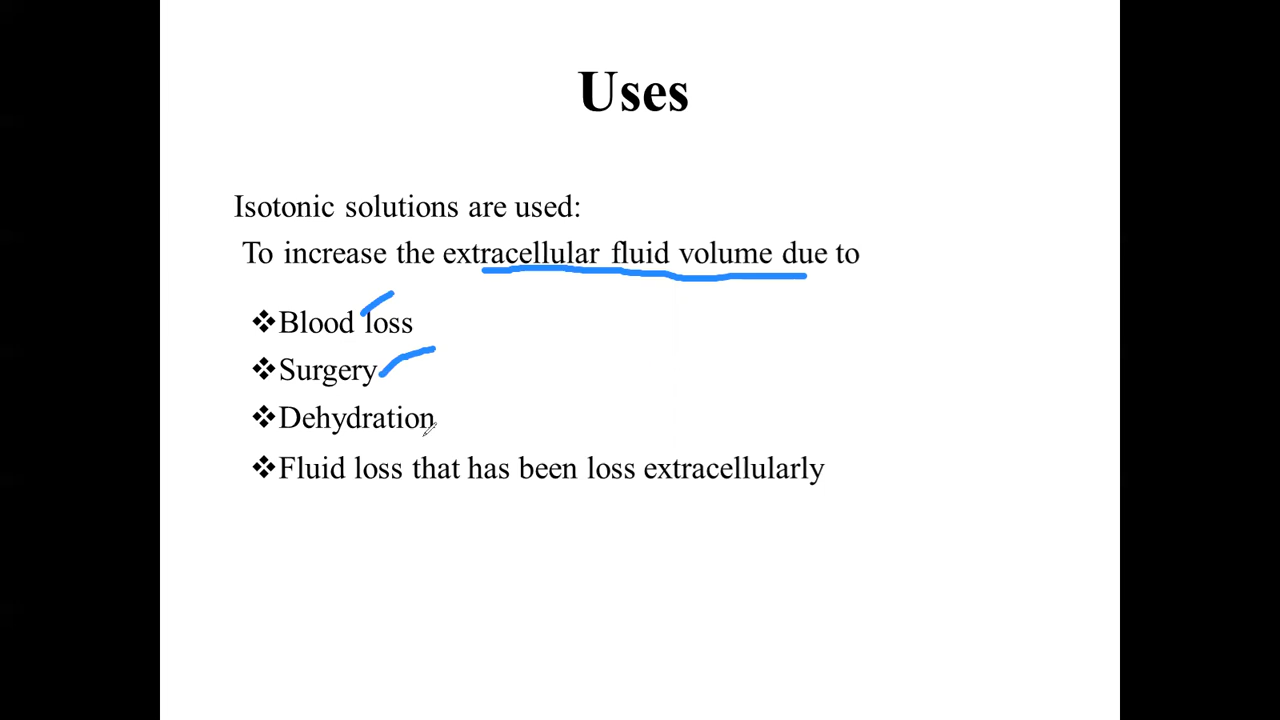 Uses
Isotonic solutions are used:
To increase the extracellular fluid volume due to
❖Blood loss
❖Surgery
❖Dehydration
❖Fluid loss that has been loss extracellularly